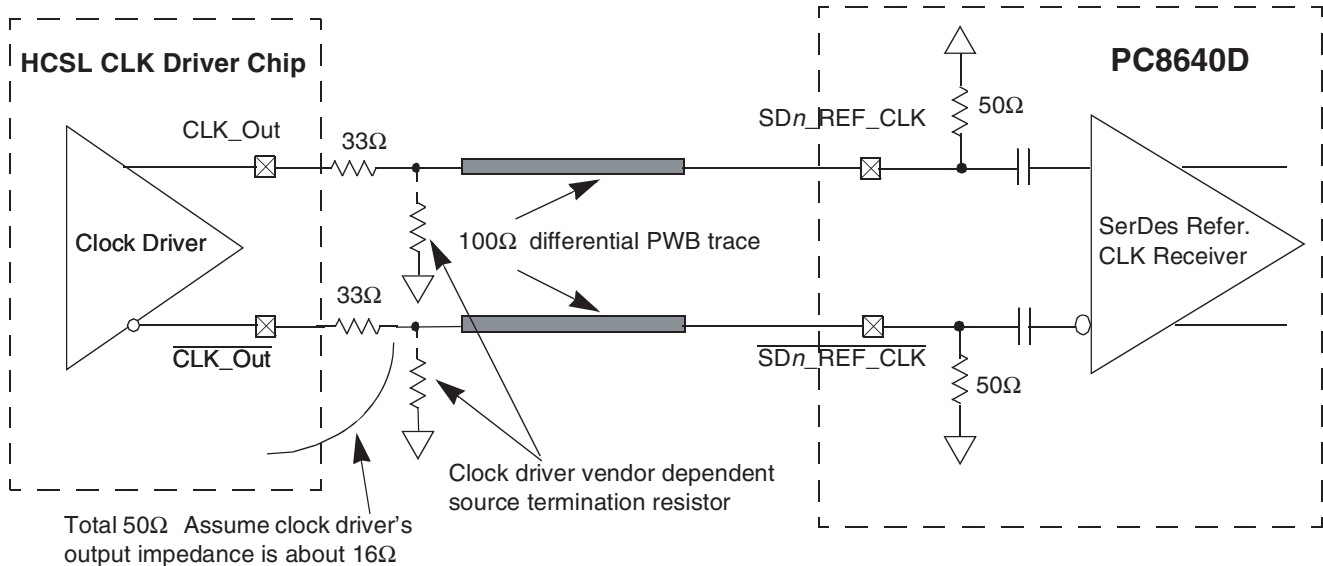 HCSL CLK Driver Chip
PC8640D
CLK_Out
33Ω
SDn_REF_CLK
50Ω
Clock Driver
100Ω differential PWB trace
SerDes Refer.
CLK Receiver
33Ω
CLK_Out
SDn_REF_CLK
50Ω
Clock driver vendor dependent
source termination resistor
Total 50Ω Assume clock driver's
output impedance is about 16Ω